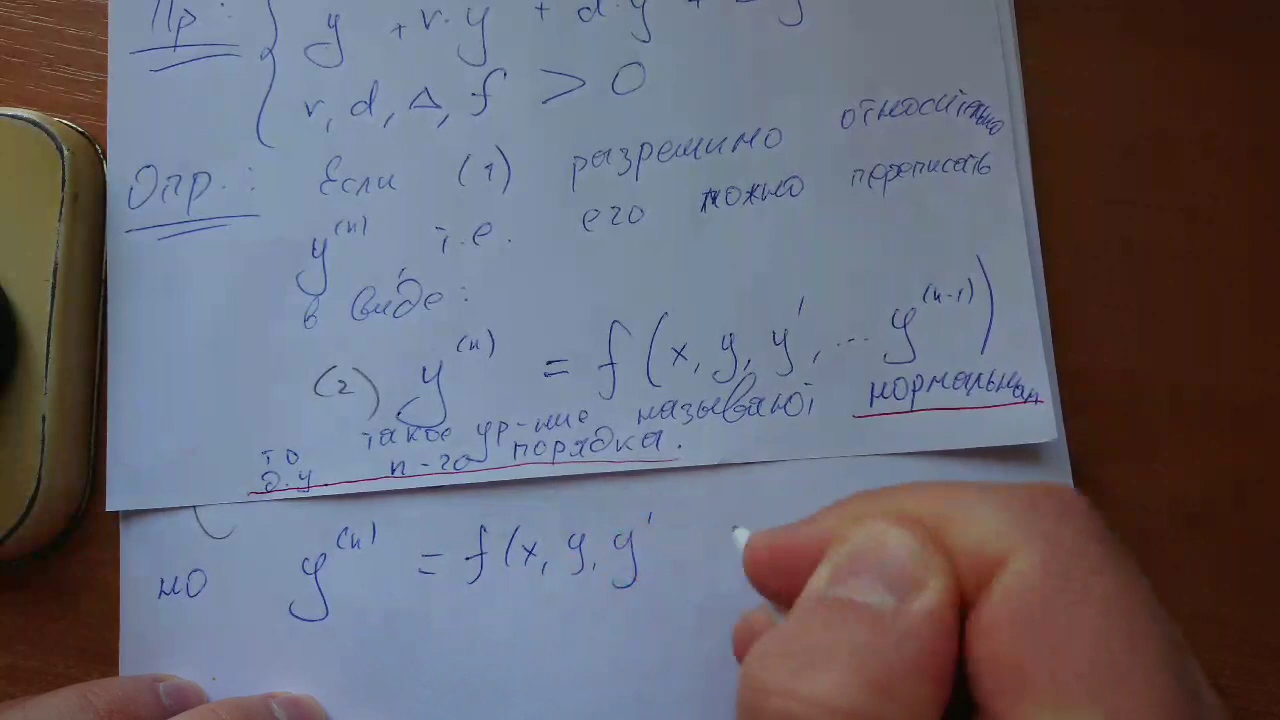 Пр: { y + r·y + d·y +
r, d, Δ, f > 0
Опр.: Если (1) разрешимо относительно
y⁽ⁿ⁾, т.е. его можно переписать
в виде:
(2) y⁽ⁿ⁾ = f(x, y, y', ... y⁽ⁿ⁻¹⁾)
то такое ур-ние называют нормальным
д.у. n-го порядка.
но y⁽ⁿ⁾ = f(x, y, y'